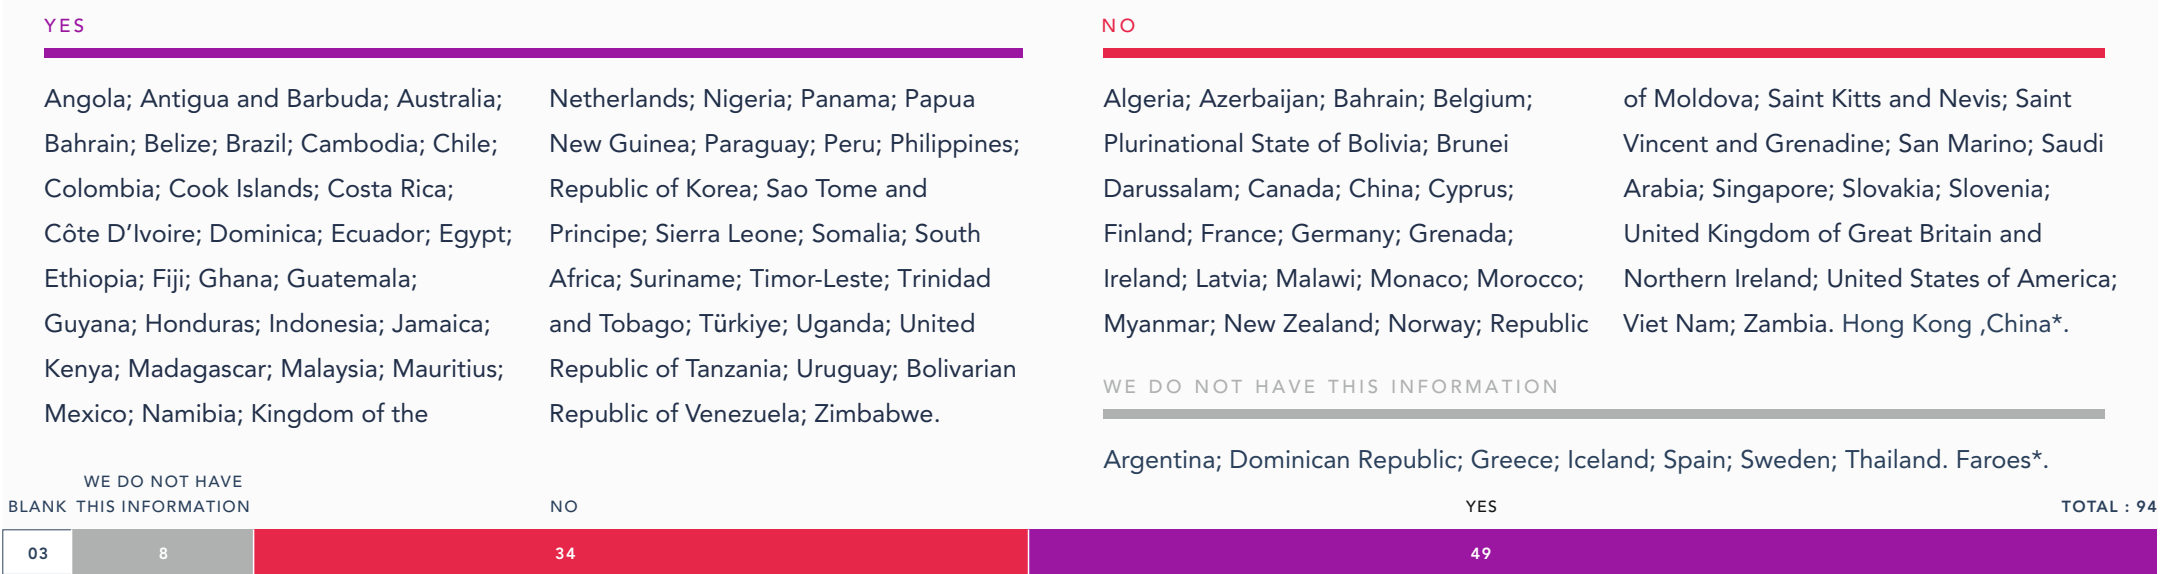 YES
Angola; Antigua and Barbuda; Australia;
Bahrain; Belize; Brazil; Cambodia; Chile;
Colombia; Cook Islands; Costa Rica;
Côte D’Ivoire; Dominica; Ecuador; Egypt;
Ethiopia; Fiji; Ghana; Guatemala;
Guyana; Honduras; Indonesia; Jamaica;
Kenya; Madagascar; Malaysia; Mauritius;
Mexico; Namibia; Kingdom of the
Netherlands; Nigeria; Panama; Papua
New Guinea; Paraguay; Peru; Philippines;
Republic of Korea; Sao Tome and
Principe; Sierra Leone; Somalia; South
Africa; Suriname; Timor-Leste; Trinidad
and Tobago; Türkiye; Uganda; United
Republic of Tanzania; Uruguay; Bolivarian
Republic of Venezuela; Zimbabwe.
NO
Algeria; Azerbaijan; Bahrain; Belgium;
Plurinational State of Bolivia; Brunei
Darussalam; Canada; China; Cyprus;
Finland; France; Germany; Grenada;
Ireland; Latvia; Malawi; Monaco; Morocco;
Myanmar; New Zealand; Norway; Republic
of Moldova; Saint Kitts and Nevis; Saint
Vincent and Grenadine; San Marino; Saudi
Arabia; Singapore; Slovakia; Slovenia;
United Kingdom of Great Britain and
Northern Ireland; United States of America;
Viet Nam; Zambia. Hong Kong ,China*.
WE DO NOT HAVE THIS INFORMATION
Argentina; Dominican Republic; Greece; Iceland; Spain; Sweden; Thailand. Faroes*.
BLANK
WE DO NOT HAVE
THIS INFORMATION
NO
YES
TOTAL : 94
03
8
34
49